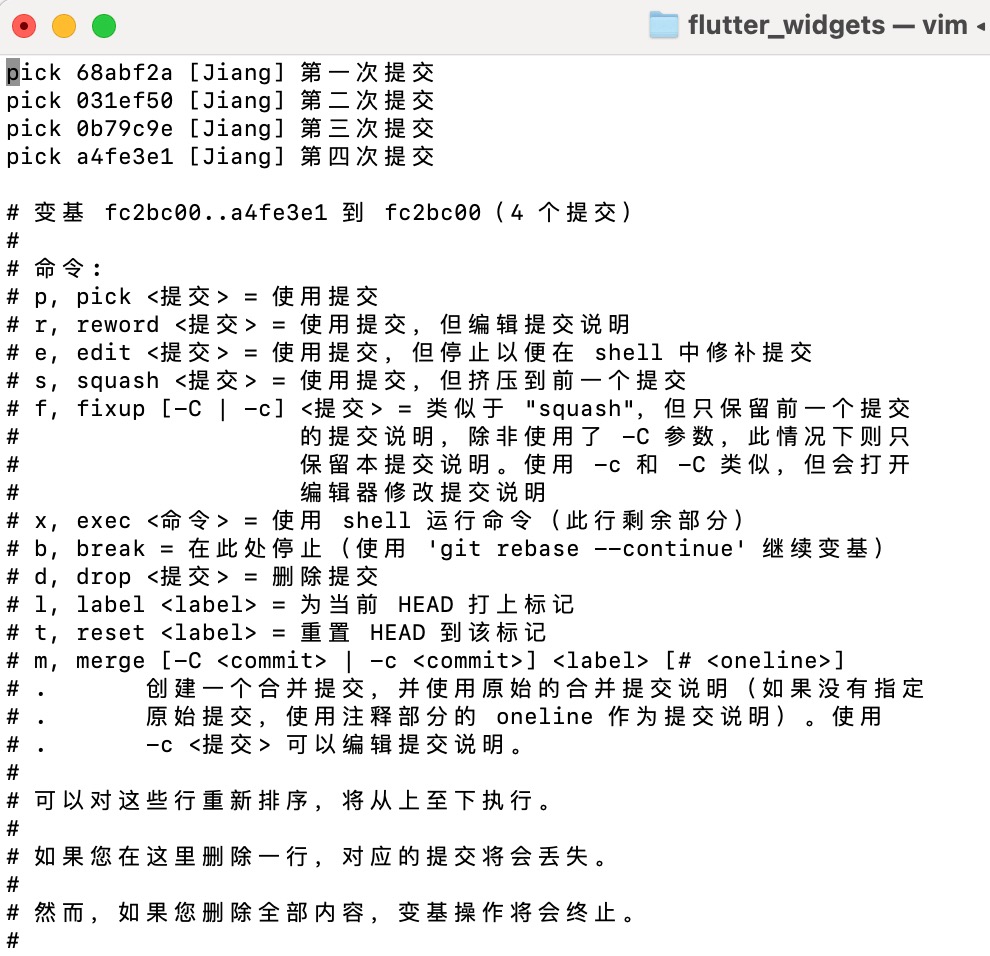 flutter_widgets — vim ◂
pick 68abf2a [Jiang] 第一次提交
pick 031ef50 [Jiang] 第二次提交
pick 0b79c9e [Jiang] 第三次提交
pick a4fe3e1 [Jiang] 第四次提交
# 变基 fc2bc00..a4fe3e1 到 fc2bc00（4 个提交）
#
# 命令：
# p, pick <提交> = 使用提交
# r, reword <提交> = 使用提交，但编辑提交说明
# e, edit <提交> = 使用提交，但停止以便在 shell 中修补提交
# s, squash <提交> = 使用提交，但挤压到前一个提交
# f, fixup [-C | -c] <提交> = 类似于 "squash"，但只保留前一个提交
#                    的提交说明，除非使用了 -C 参数，此情况下则只
#                    保留本提交说明。使用 -c 和 -C 类似，但会打开
#                    编辑器修改提交说明
# x, exec <命令> = 使用 shell 运行命令（此行剩余部分）
# b, break = 在此处停止（使用 'git rebase --continue' 继续变基）
# d, drop <提交> = 删除提交
# l, label <label> = 为当前 HEAD 打上标记
# t, reset <label> = 重置 HEAD 到该标记
# m, merge [-C <commit> | -c <commit>] <label> [# <oneline>]
# .       创建一个合并提交，并使用原始的合并提交说明（如果没有指定
# .       原始提交，使用注释部分的 oneline 作为提交说明）。使用
# .       -c <提交> 可以编辑提交说明。
#
# 可以对这些行重新排序，将从上至下执行。
#
# 如果您在这里删除一行，对应的提交将会丢失。
#
# 然而，如果您删除全部内容，变基操作将会终止。
#